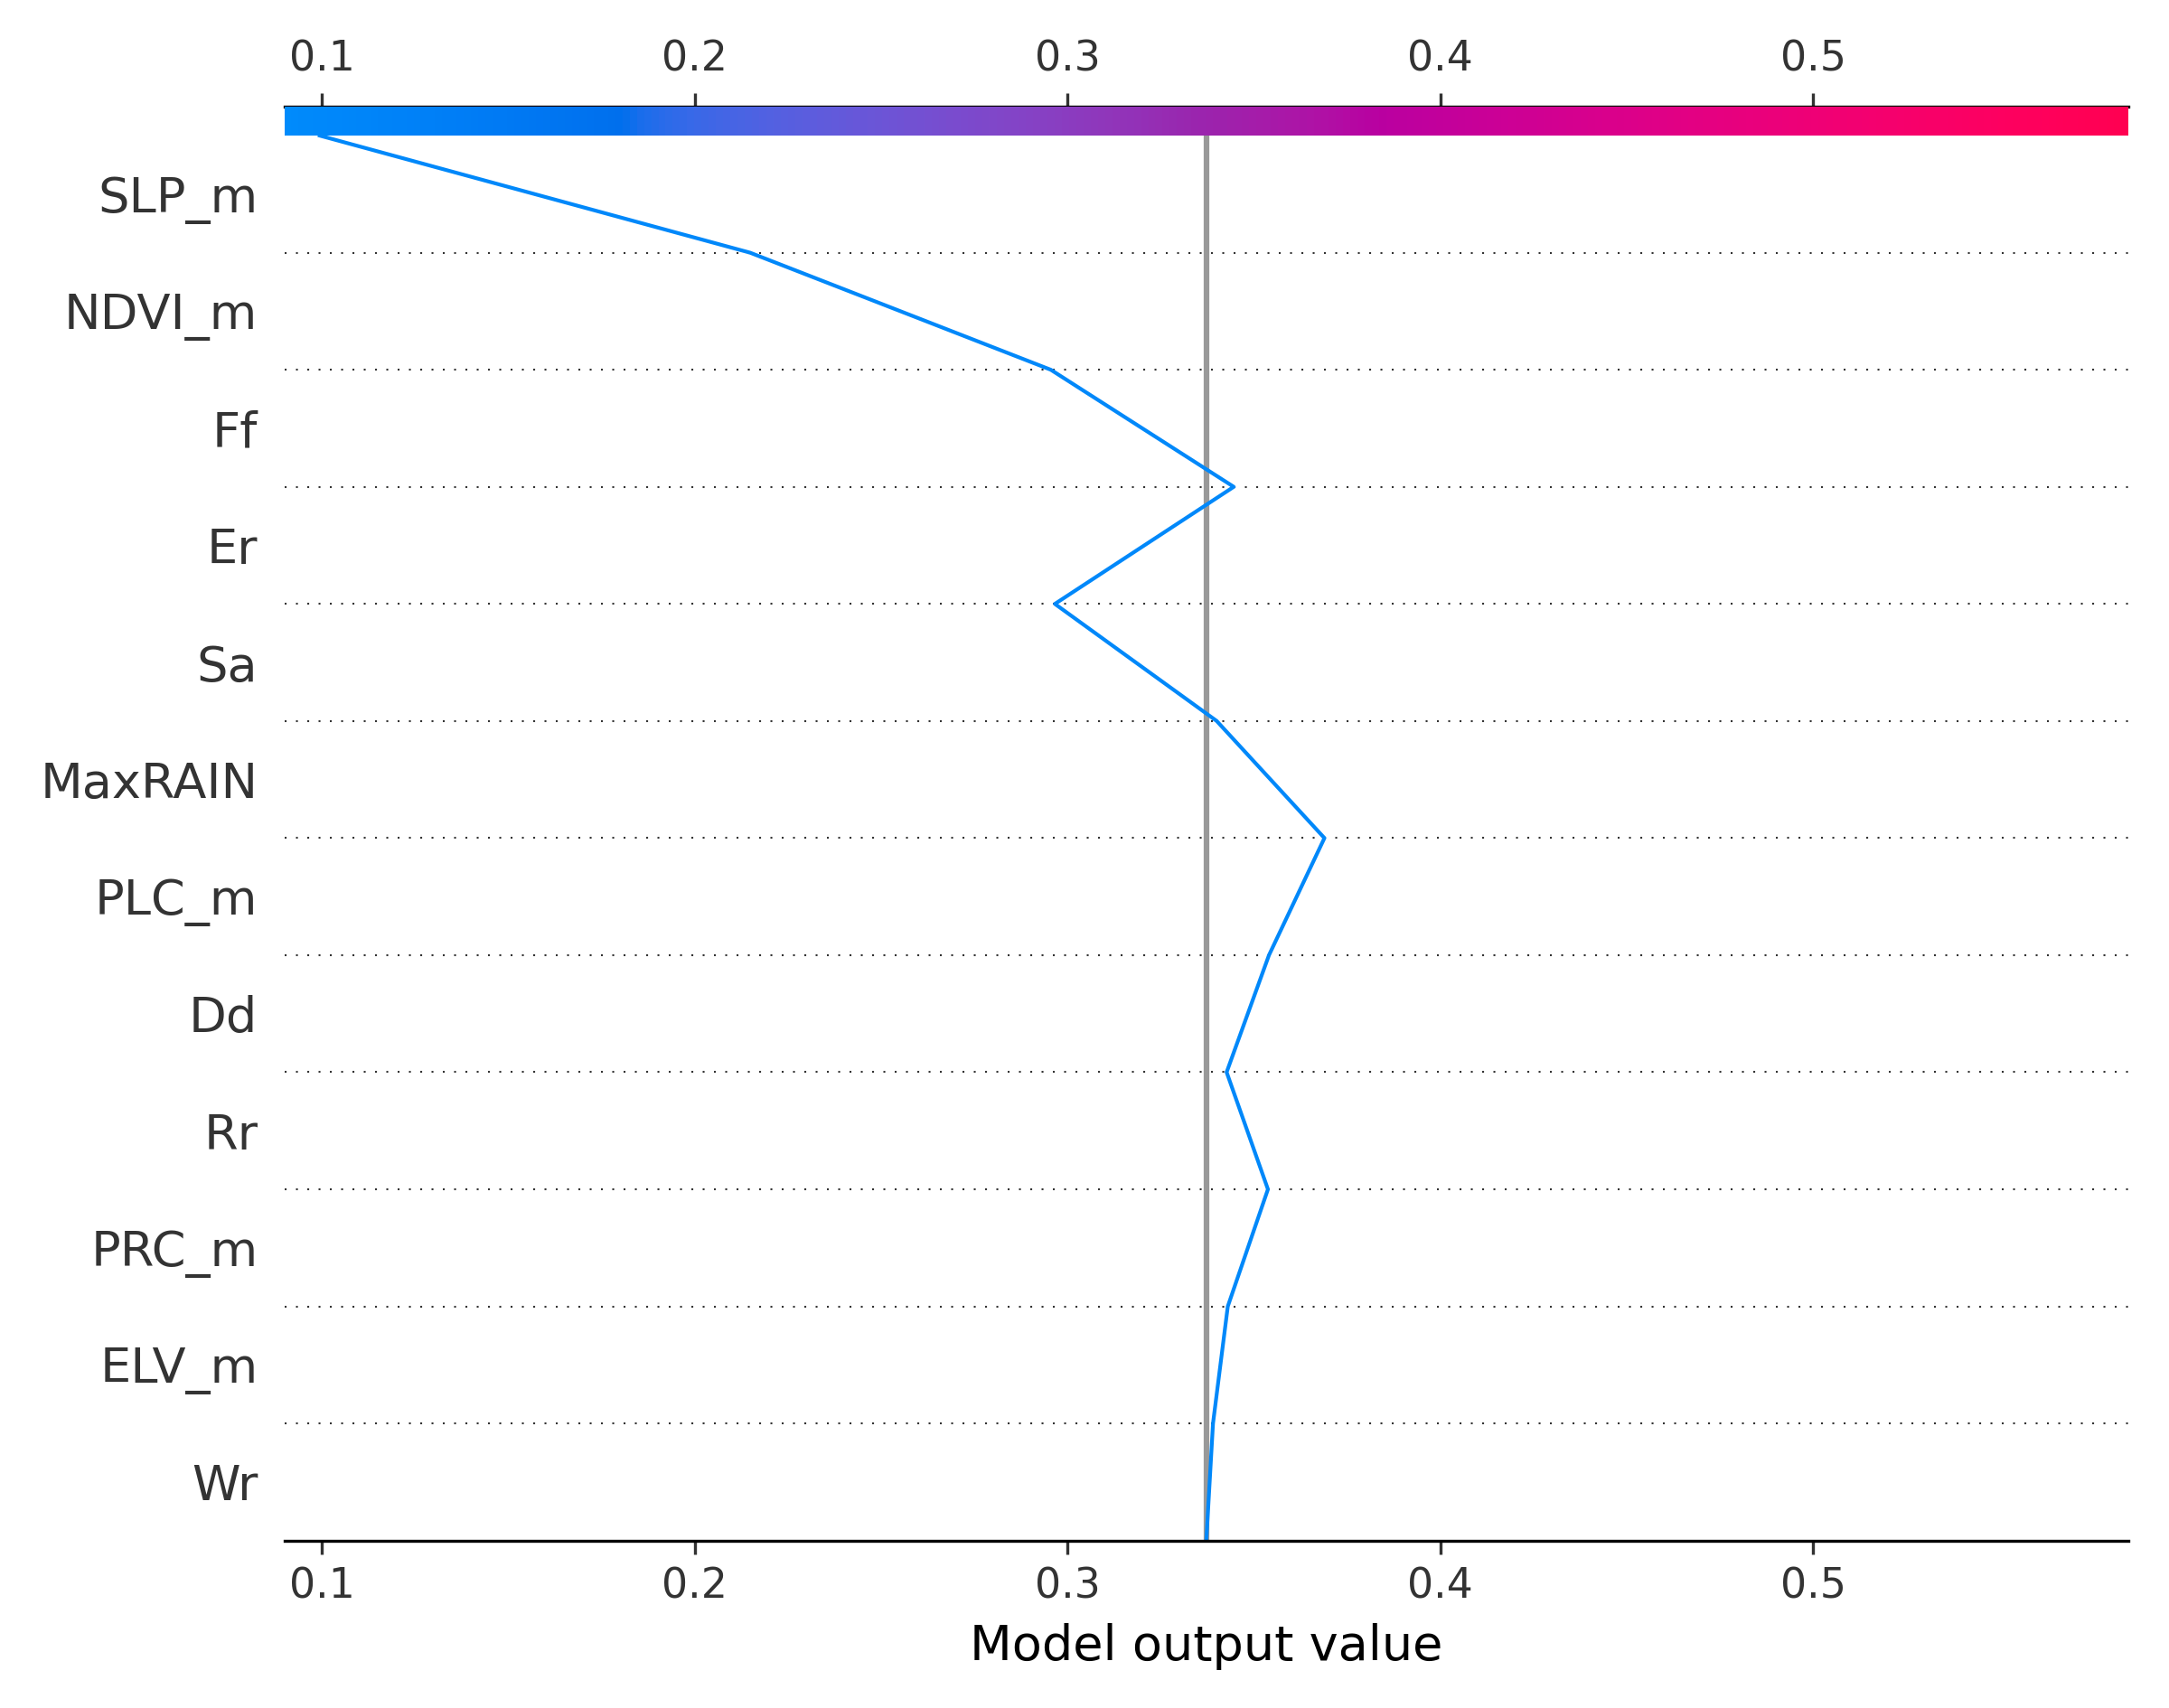 0.1 0.2 0.3 0.4 0.5
SLP_m
NDVI_m
Ff
Er
Sa
MaxRAIN
PLC_m
Dd
Rr
PRC_m
ELV_m
Wr
0.1 0.2 0.3 0.4 0.5
Model output value